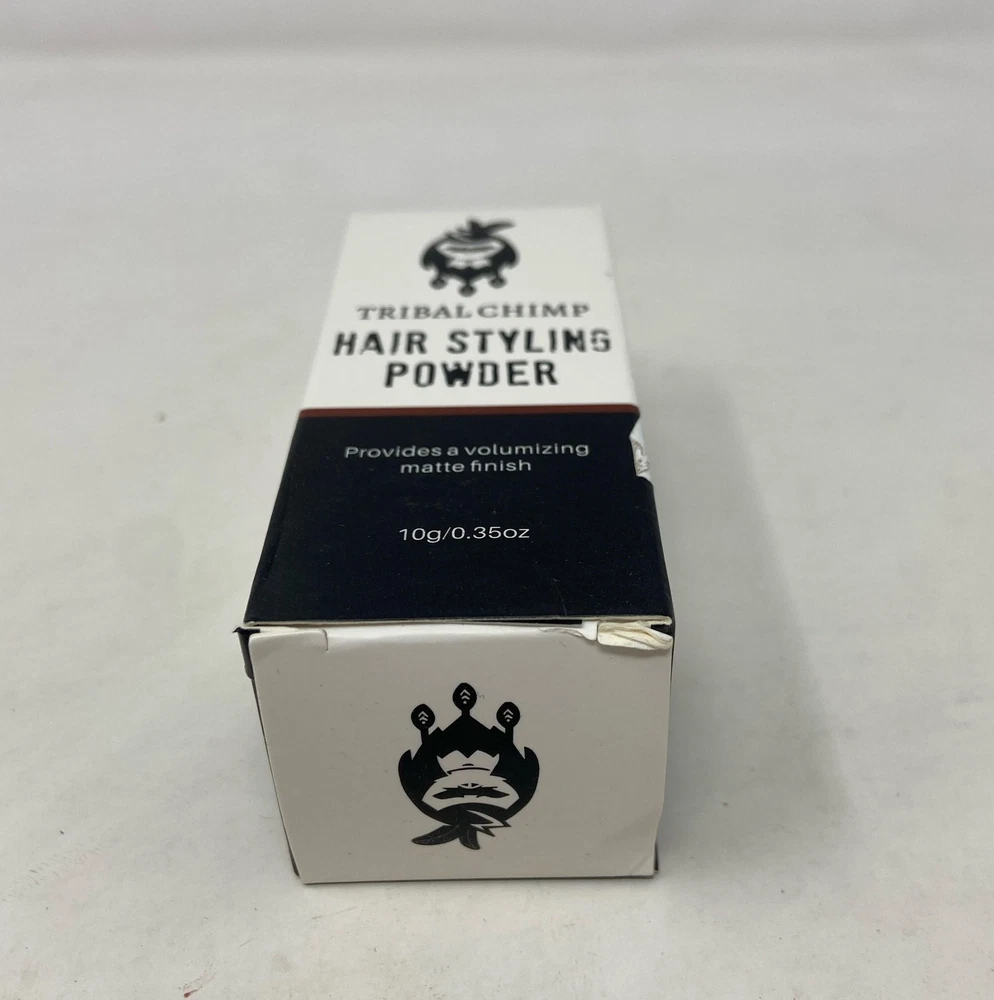 TRIBAL CHIMP
HAIR STYLING
POWDER
Provides a volumizing
matte finish
10g/0.35oz